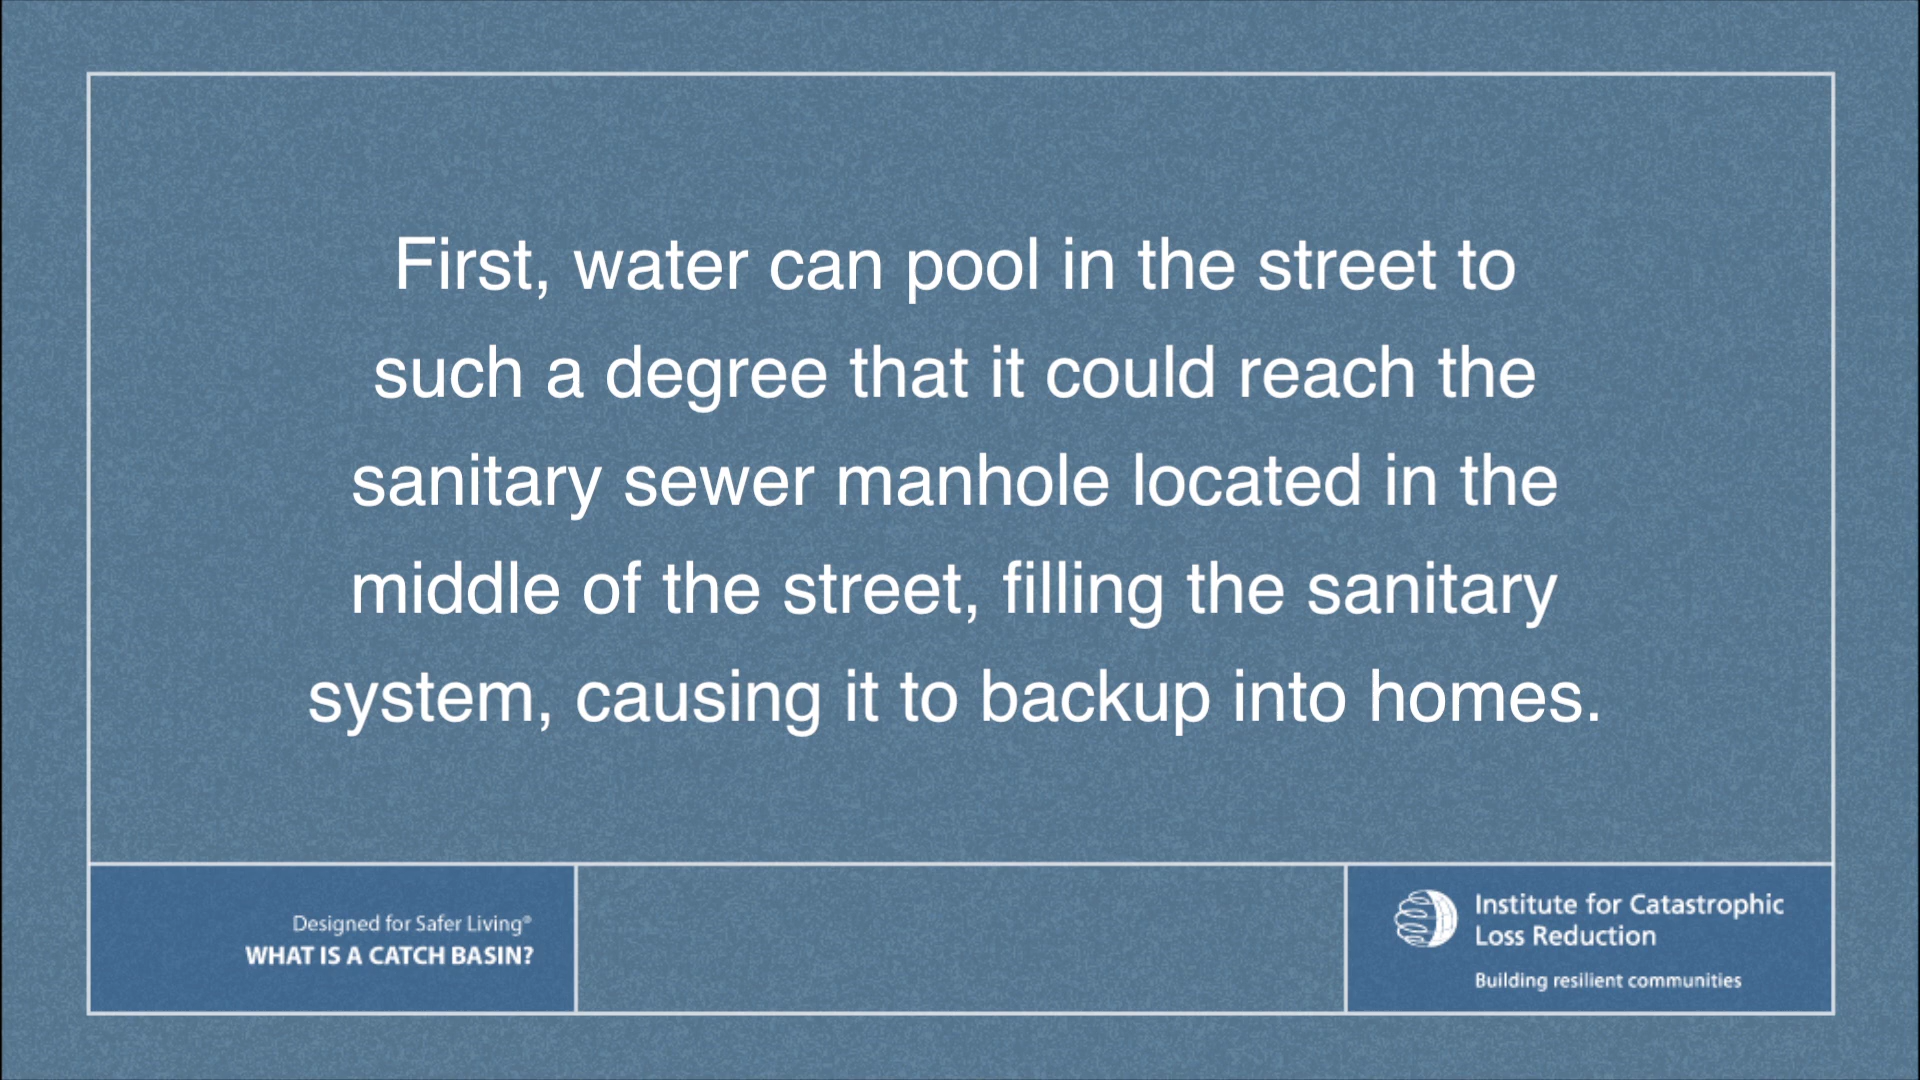 First, water can pool in the street to
such a degree that it could reach the
sanitary sewer manhole located in the
middle of the street, filling the sanitary
system, causing it to backup into homes.
Designed for Safer Living®
WHAT IS A CATCH BASIN?
Institute for Catastrophic
Loss Reduction
Building resilient communities